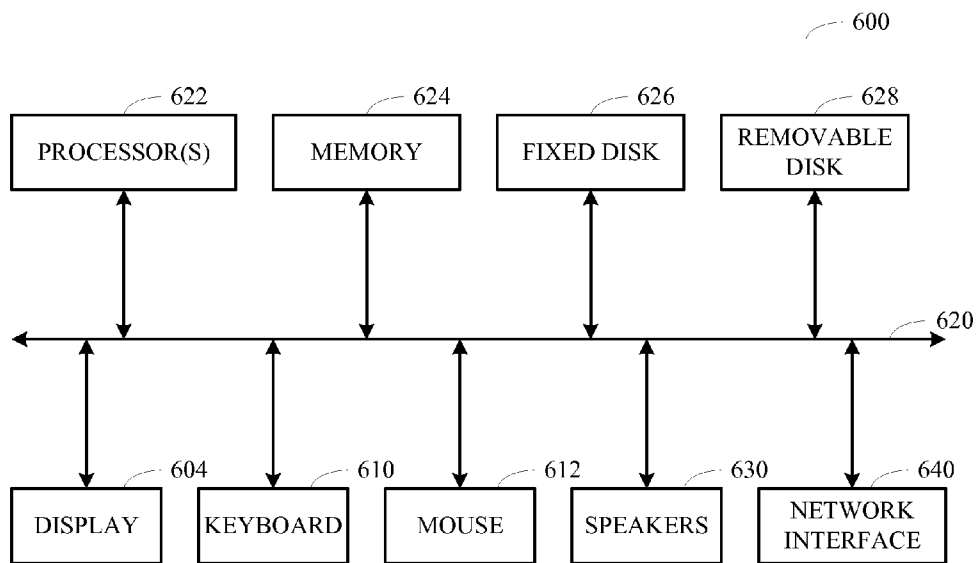 600
622
624
626
628
PROCESSOR(S)
MEMORY
FIXED DISK
REMOVABLE
DISK
620
604
610
612
630
640
DISPLAY
KEYBOARD
MOUSE
SPEAKERS
NETWORK
INTERFACE